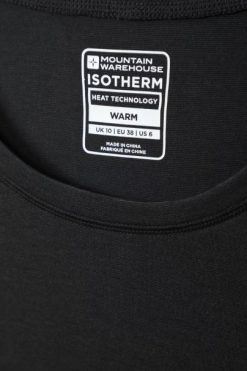 MOUNTAIN
WAREHOUSE
ISOTHERM
HEAT TECHNOLOGY
WARM
UK 10 | EU 38 | US 6
MADE IN CHINA
FABRIQUÉ EN CHINE